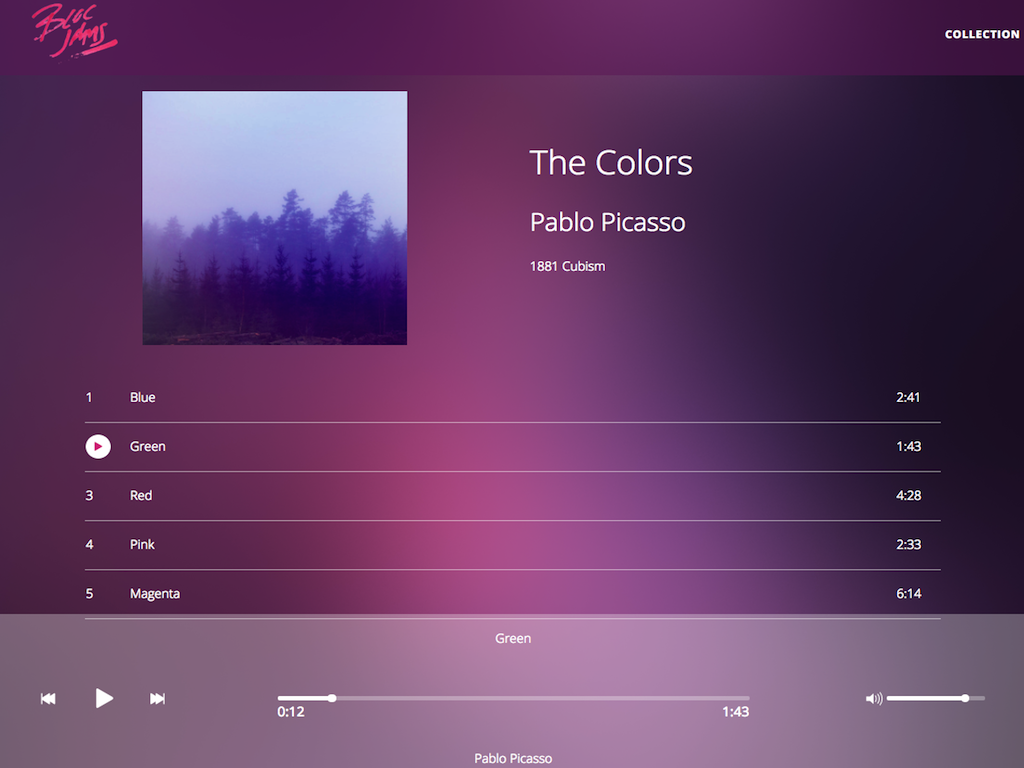 BLOC
JAMS
COLLECTION
The Colors
Pablo Picasso
1881 Cubism
1 Blue 2:41
Green 1:43
3 Red 4:28
4 Pink 2:33
5 Magenta 6:14
Green
0:12 1:43
Pablo Picasso